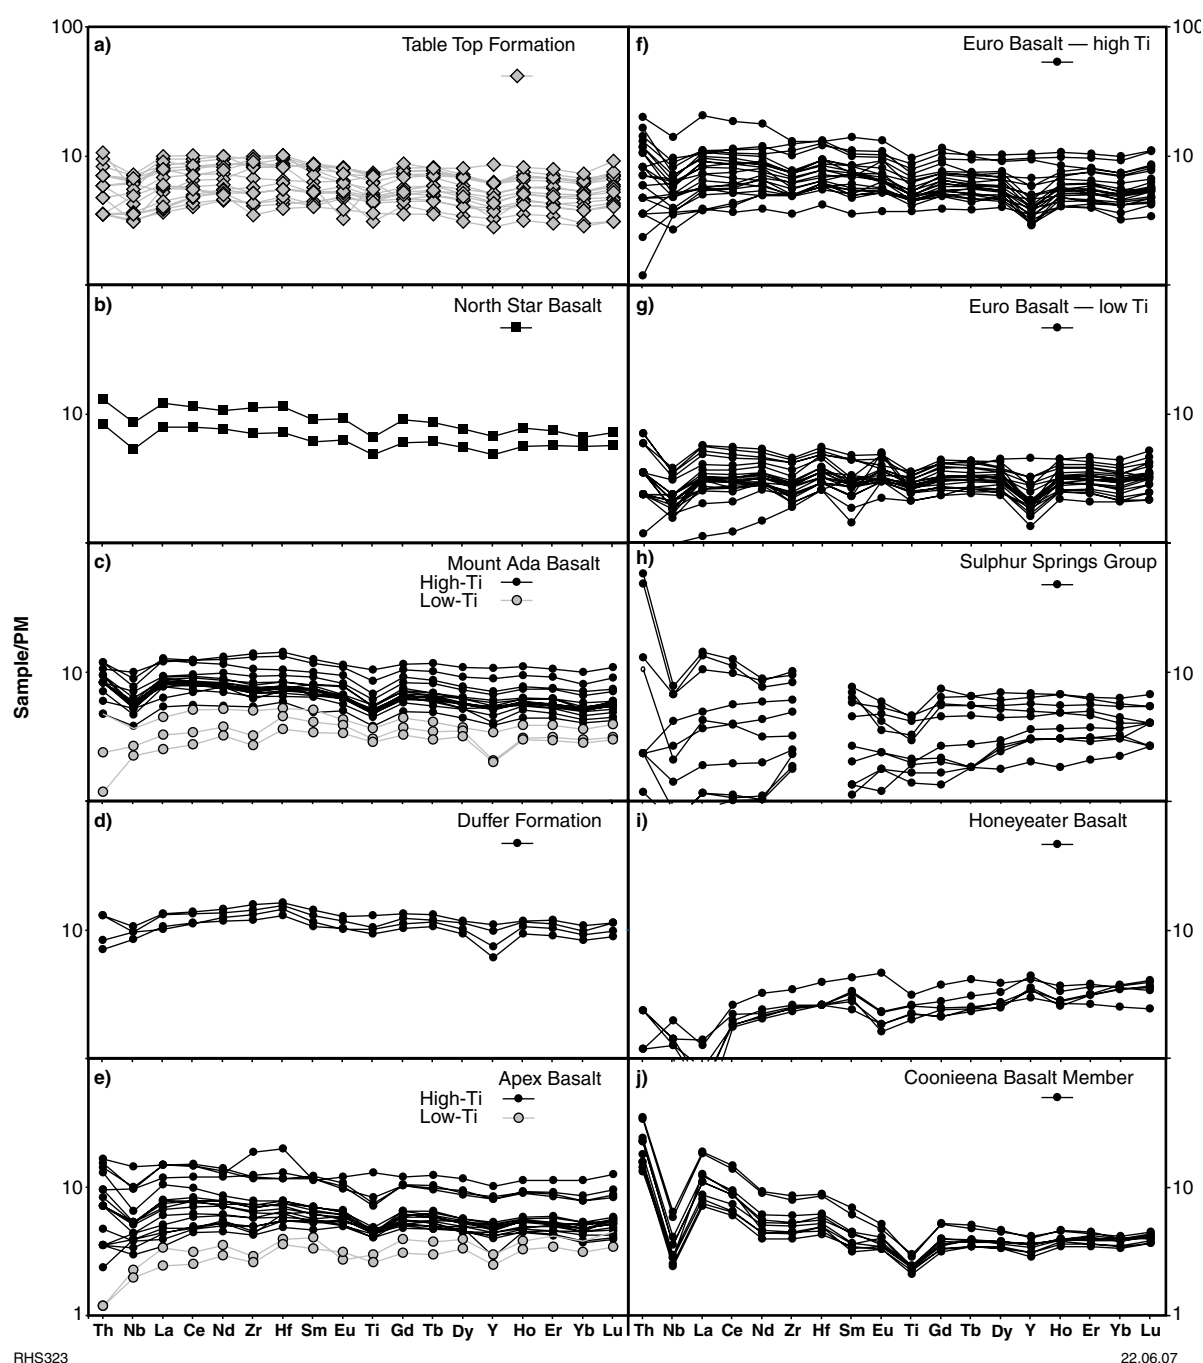 100
a)
Table Top Formation
10
b)
North Star Basalt
10
c)
Mount Ada Basalt
High-Ti
Low-Ti
10
d)
Duffer Formation
10
e)
Apex Basalt
High-Ti
Low-Ti
10
1
Th Nb La Ce Nd Zr Hf Sm Eu Ti Gd Tb Dy Y Ho Er Yb Lu
Sample/PM
f)
Euro Basalt — high Ti
100
10
g)
Euro Basalt — low Ti
10
h)
Sulphur Springs Group
10
i)
Honeyeater Basalt
10
j)
Coonieena Basalt Member
10
1
Th Nb La Ce Nd Zr Hf Sm Eu Ti Gd Tb Dy Y Ho Er Yb Lu
RHS323
22.06.07